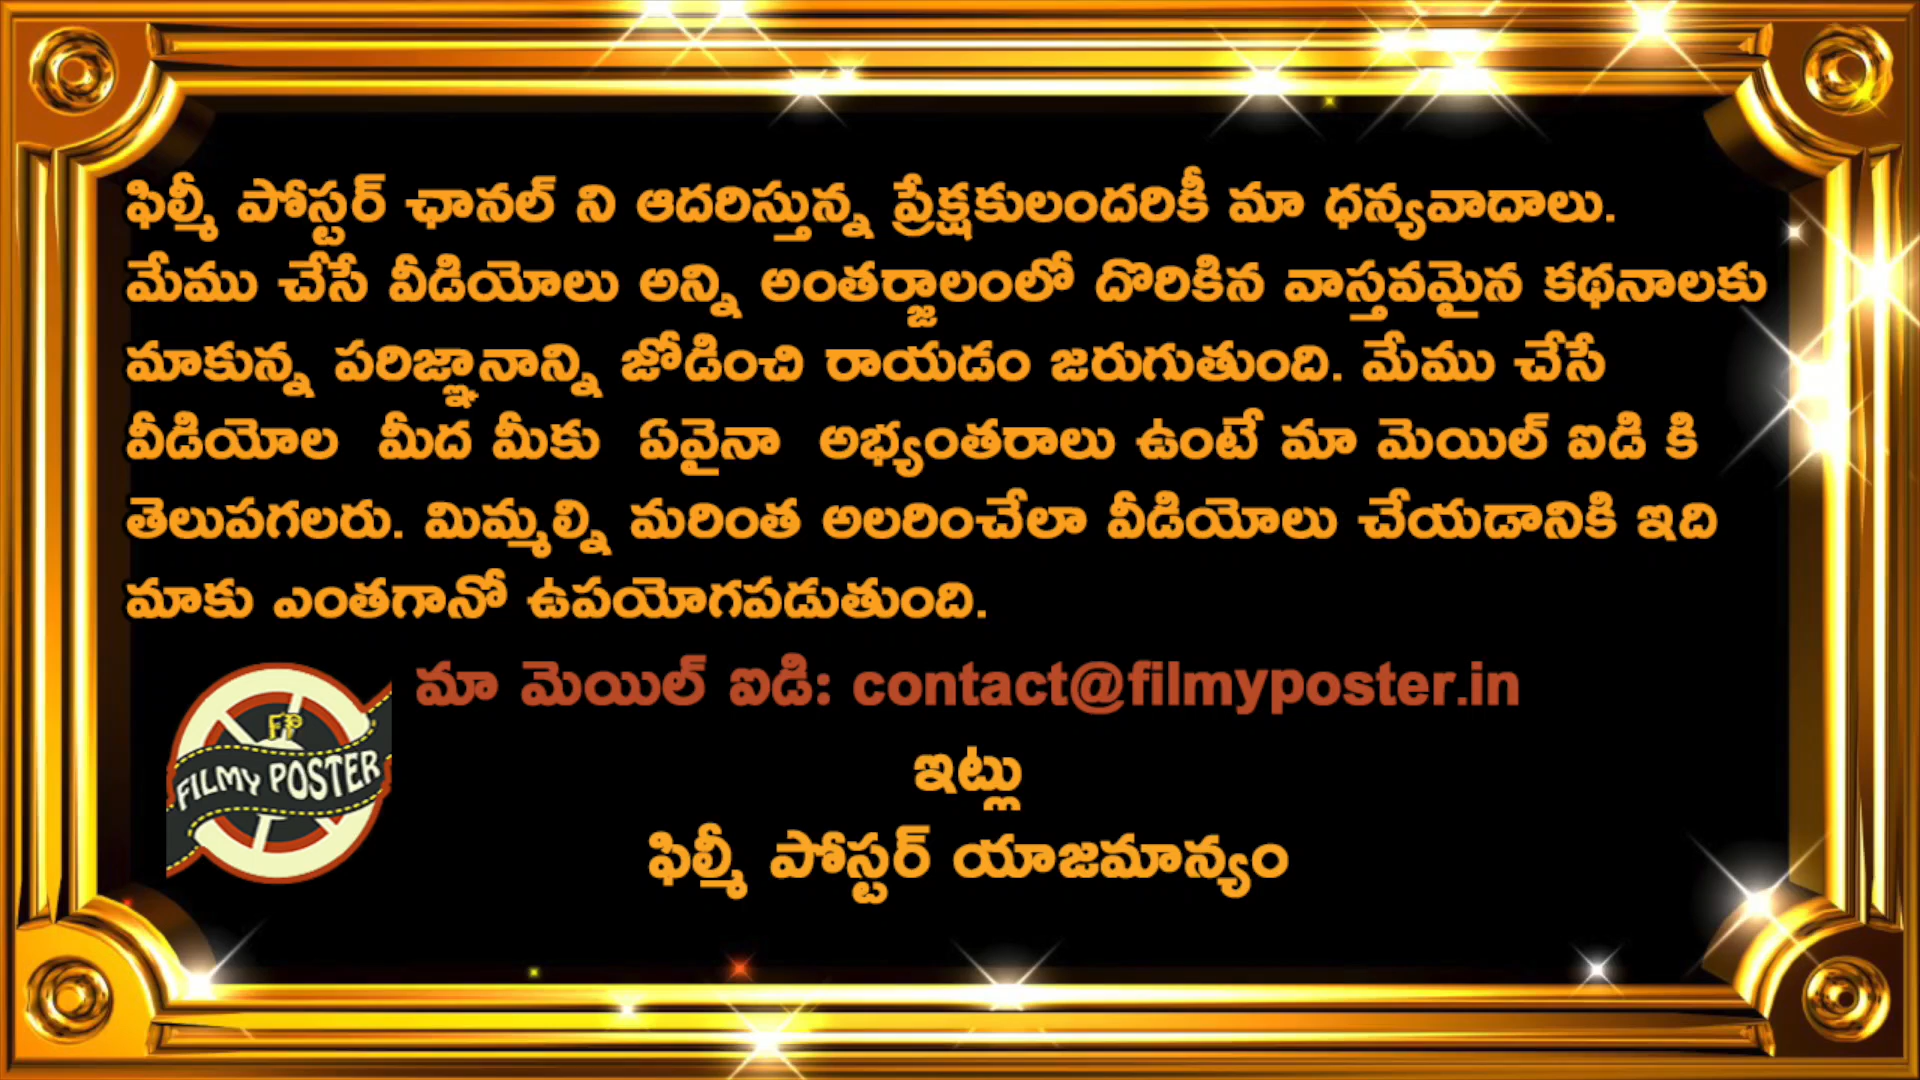 ఫిల్మీ పోస్టర్ ఛానల్ ని ఆదరిస్తున్న ప్రేక్షకులందరికీ మా ధన్యవాదాలు.
మేము చేసే వీడియోలు అన్ని అంతర్జాలంలో దొరికిన వాస్తవమైన కథనాలకు
మాకున్న పరిజ్ఞానాన్ని జోడించి రాయడం జరుగుతుంది. మేము చేసే
వీడియోల మీద మీకు ఏవైనా అభ్యంతరాలు ఉంటే మా మెయిల్ ఐడి కి
తెలుపగలరు. మిమ్మల్ని మరింత అలరించేలా వీడియోలు చేయడానికి ఇది
మాకు ఎంతగానో ఉపయోగపడుతుంది.
మా మెయిల్ ఐడి: contact@filmyposter.in
FP
FILMY POSTER
ఇట్లు
ఫిల్మీ పోస్టర్ యాజమాన్యం